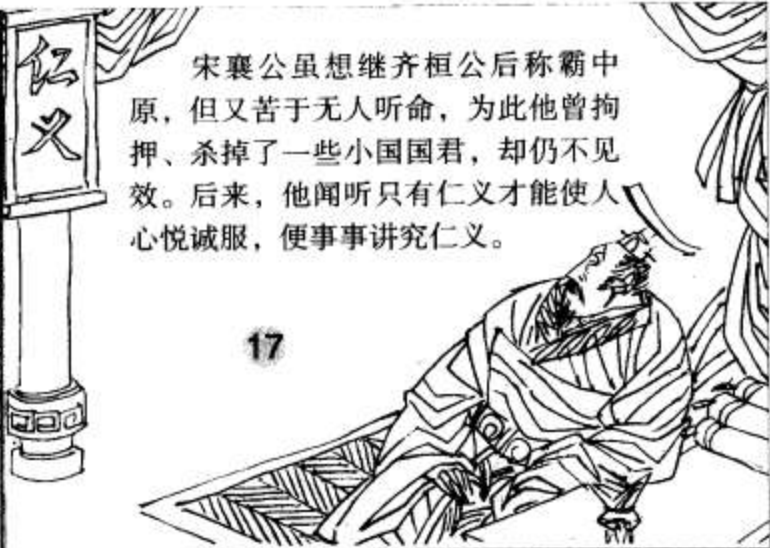 仁义
宋襄公虽想继齐桓公后称霸中
原，但又苦于无人听命，为此他曾拘
押、杀掉了一些小国国君，却仍不见
效。后来，他闻听只有仁义才能使人
心悦诚服，便事事讲究仁义。
17